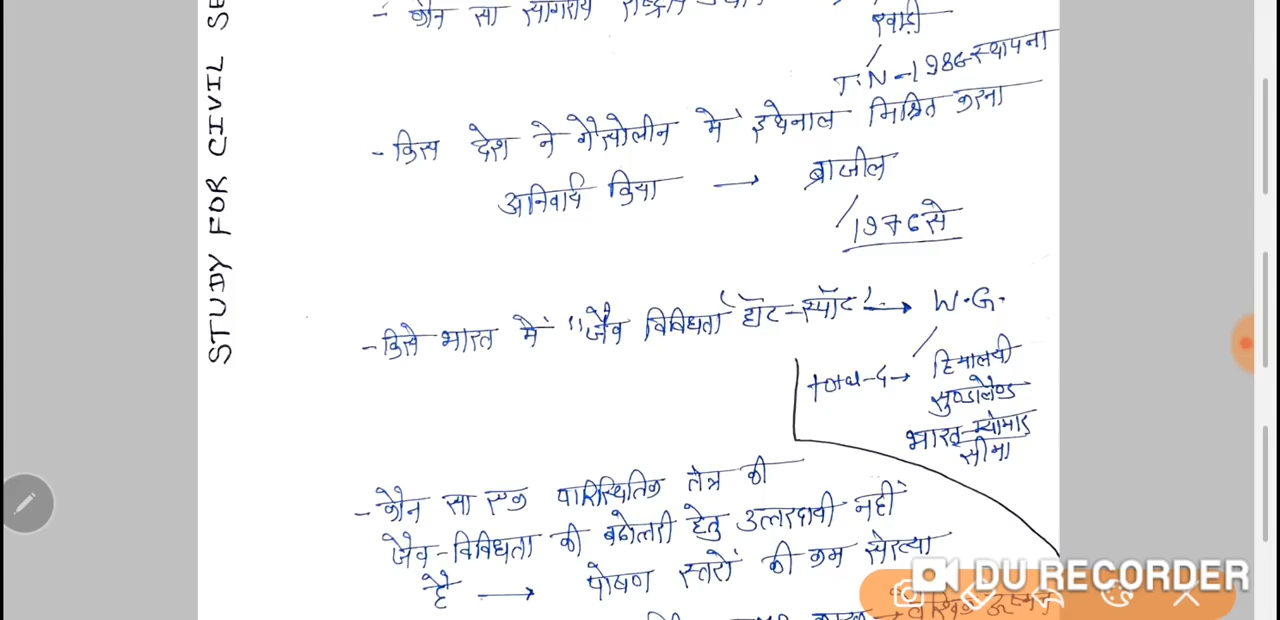 STUDY FOR CIVIL SE
- कौन सा सागरीय राष्ट्रीय
खाड़ी
T.N - 1986 स्थापना
- किस देश ने गैसोलीन में इथेनाल मिश्रित करना
अनिवार्य किया → ब्राजील
1976 से
- किसे भारत में "जैव विविधता 'हॉट-स्पॉट' → W.G.
total-4 → हिमालयी
सुण्डालैण्ड
भारत-म्यांमार
सीमा
- कौन सा एक पारिस्थितिक तंत्र की
जैव-विविधता की बढोतरी हेतु उत्तरदायी नहीं
है → पोषण स्तरों की कम संख्या
DU RECORDER